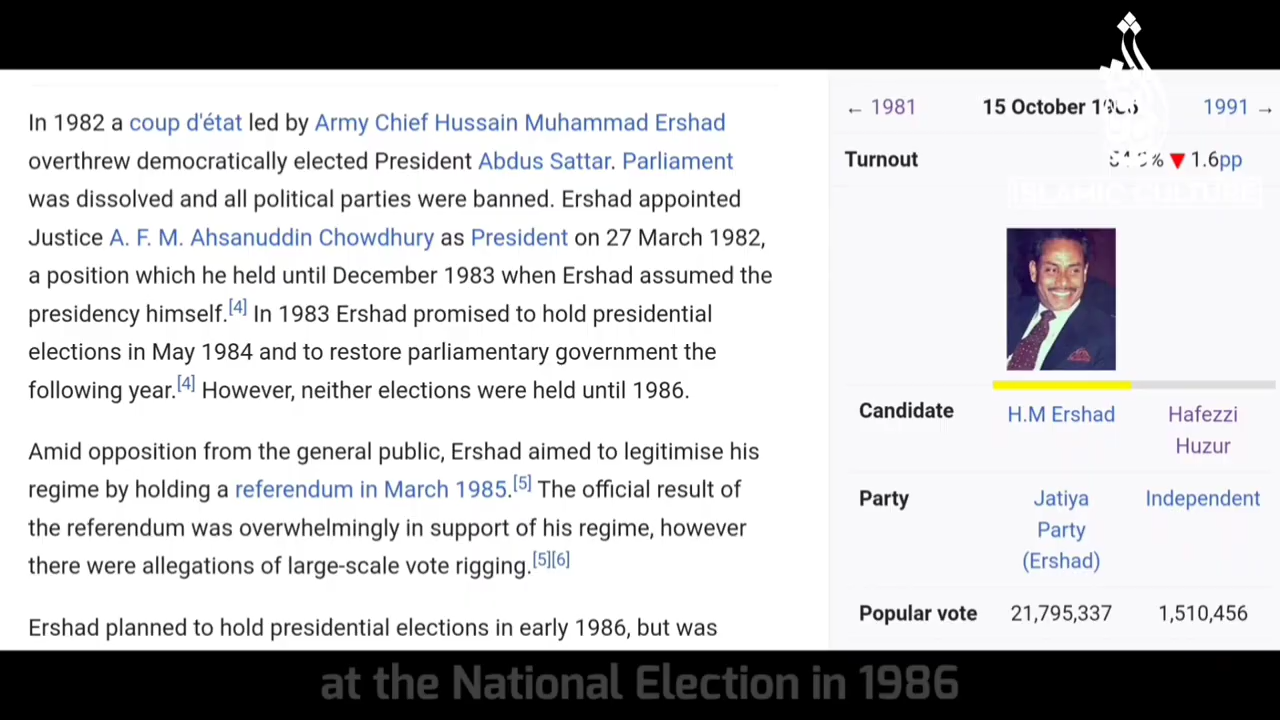 In 1982 a coup d'état led by Army Chief Hussain Muhammad Ershad
overthrew democratically elected President Abdus Sattar. Parliament
was dissolved and all political parties were banned. Ershad appointed
Justice A. F. M. Ahsanuddin Chowdhury as President on 27 March 1982,
a position which he held until December 1983 when Ershad assumed the
presidency himself.[4] In 1983 Ershad promised to hold presidential
elections in May 1984 and to restore parliamentary government the
following year.[4] However, neither elections were held until 1986.
Amid opposition from the general public, Ershad aimed to legitimise his
regime by holding a referendum in March 1985.[5] The official result of
the referendum was overwhelmingly in support of his regime, however
there were allegations of large-scale vote rigging.[5][6]
Ershad planned to hold presidential elections in early 1986, but was
← 1981 15 October 1991 →
Turnout ▼ 1.6pp
ISLAMIC CULTURE
Candidate H.M Ershad Hafezzi
Huzur
Party Jatiya Independent
Party
(Ershad)
Popular vote 21,795,337 1,510,456
at the National Election in 1986